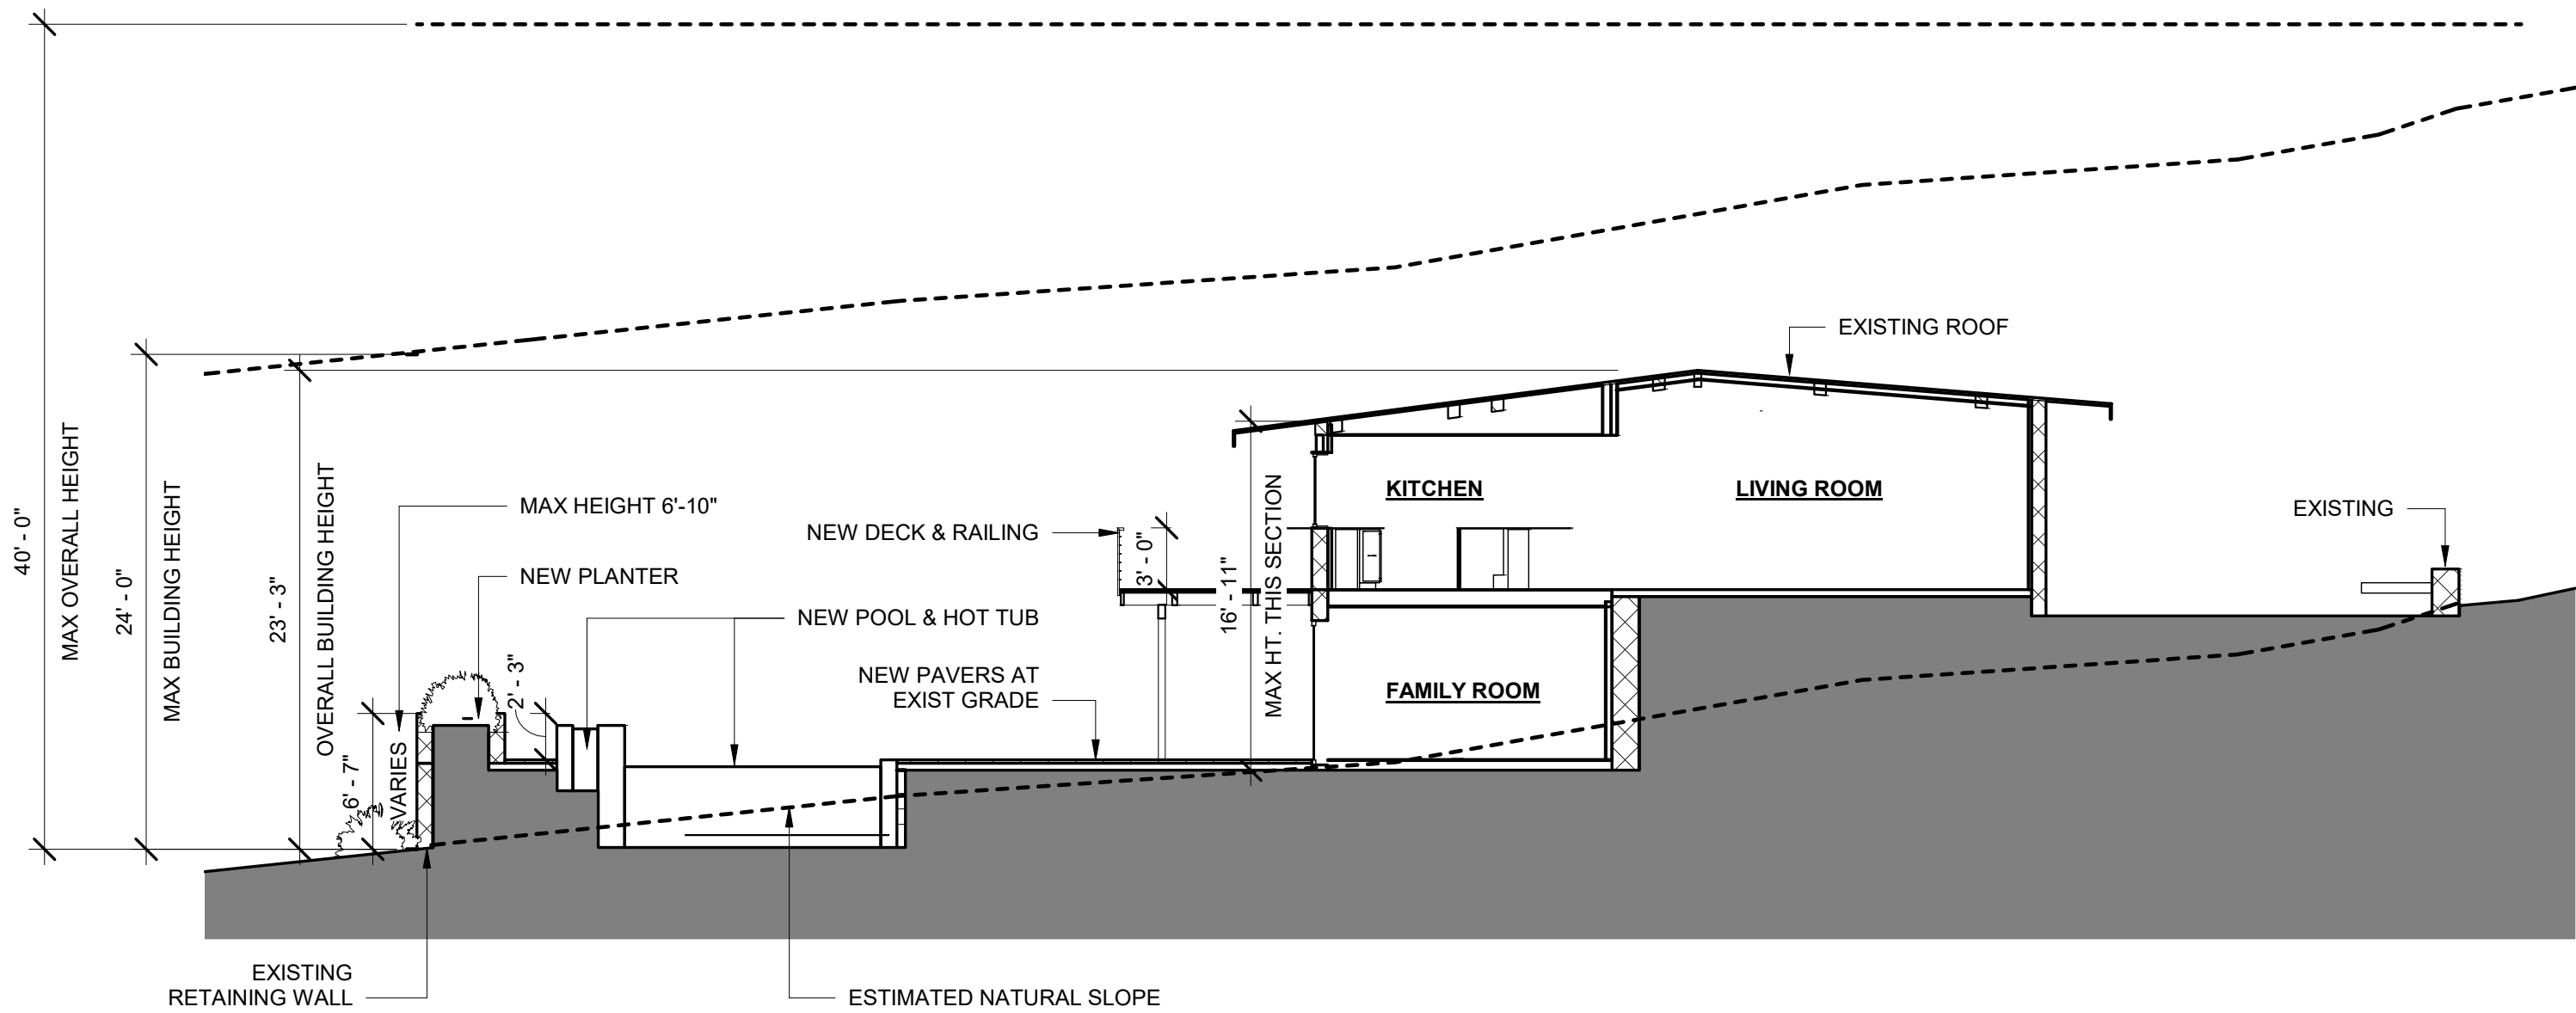 EXISTING ROOF
40' - 0"
MAX OVERALL HEIGHT
24' - 0"
MAX BUILDING HEIGHT
23' - 3"
OVERALL BUILDING HEIGHT
MAX HEIGHT 6'-10"
NEW PLANTER
NEW DECK & RAILING
3' - 0"
16' - 11"
MAX HT. THIS SECTION
KITCHEN
LIVING ROOM
EXISTING
NEW POOL & HOT TUB
2' - 3"
NEW PAVERS AT
EXIST GRADE
FAMILY ROOM
6' - 7"
VARIES
EXISTING
RETAINING WALL
ESTIMATED NATURAL SLOPE